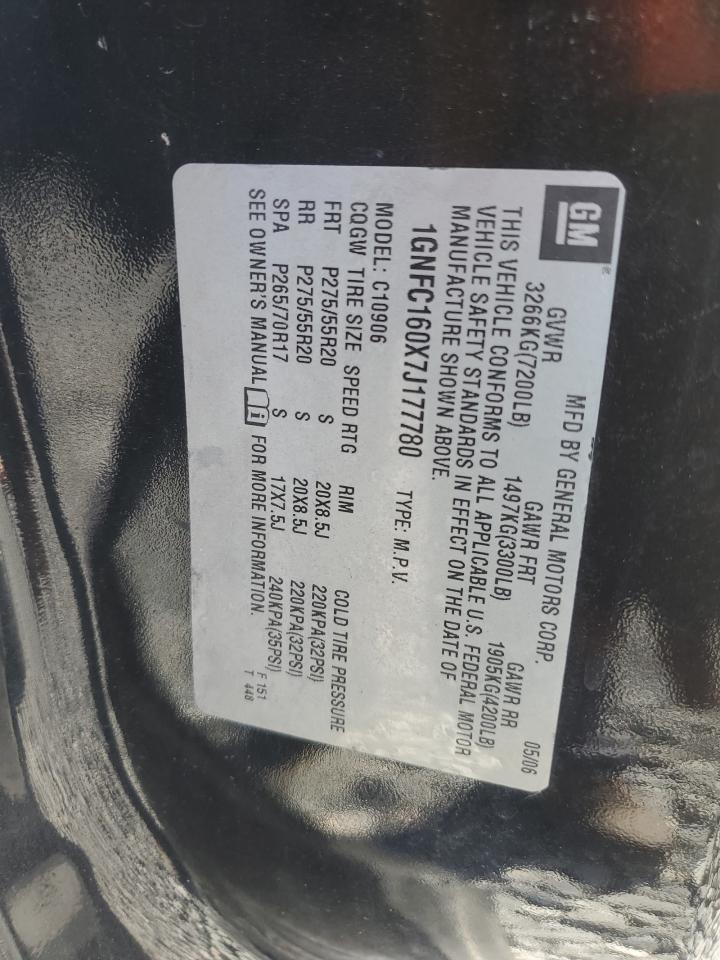 GM®
MFD BY GENERAL MOTORS CORP. 05/06
GVWR GAWR FRT GAWR RR
3266KG(7200LB) 1497KG(3300LB) 1905KG(4200LB)
THIS VEHICLE CONFORMS TO ALL APPLICABLE U.S. FEDERAL MOTOR
VEHICLE SAFETY STANDARDS IN EFFECT ON THE DATE OF
MANUFACTURE SHOWN ABOVE.
1GNFC160X7J177780 TYPE: M.P.V.
MODEL: C10906
CQGW TIRE SIZE SPEED RTG RIM COLD TIRE PRESSURE
FRT P275/55R20 S 20X8.5J 220KPA(32PSI)
RR P275/55R20 S 20X8.5J 220KPA(32PSI)
SPA P265/70R17 S 17X7.5J 240KPA(35PSI)
SEE OWNER'S MANUAL i FOR MORE INFORMATION.
F 151
T 448